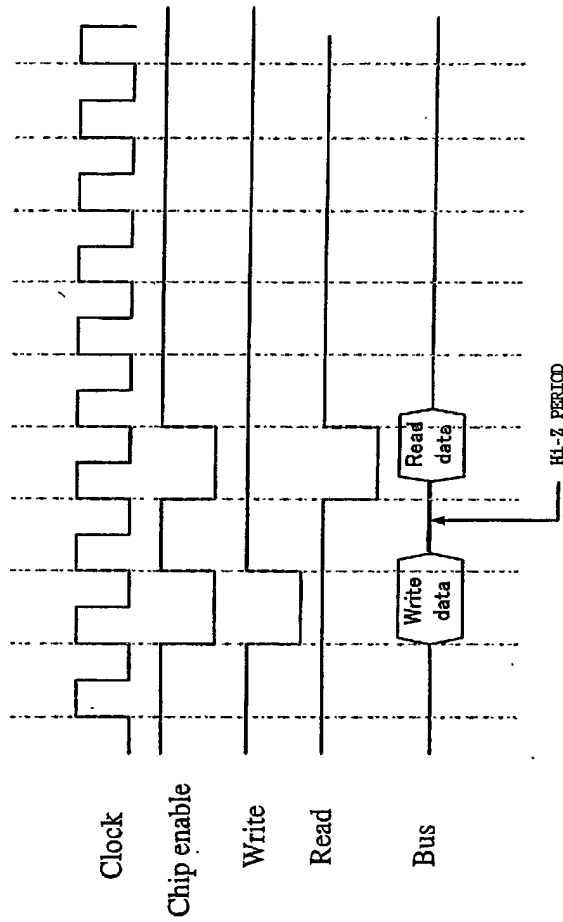 Clock
Chip enable
Write
Read
Bus
Write
data
Read
data
Hi-Z PERIOD